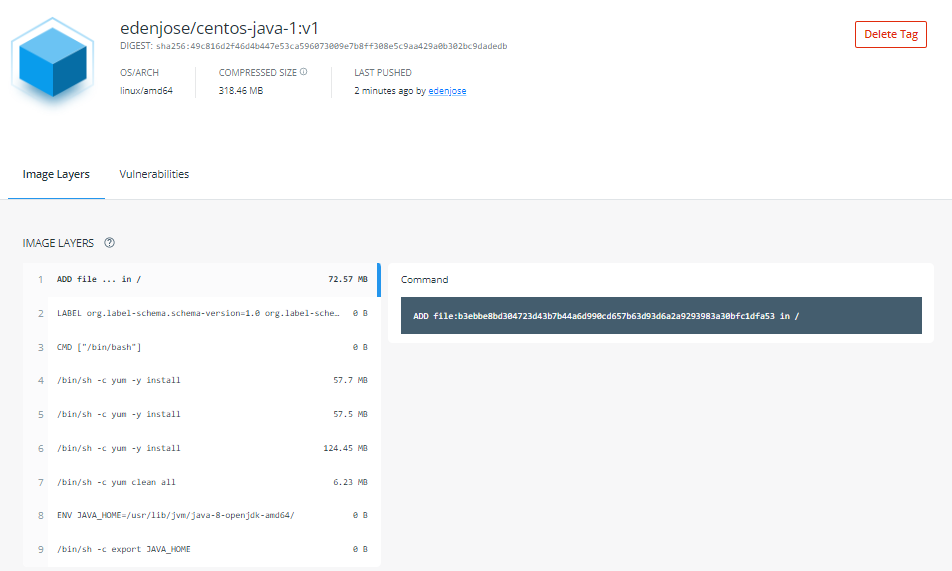 edenjose/centos-java-1:v1
Delete Tag
DIGEST: sha256:49c816d2f46d4b447e53ca596073009e7b8ff308e5c9aa429a0b302bc9dadedb
OS/ARCH
COMPRESSED SIZE
LAST PUSHED
linux/amd64
318.46 MB
2 minutes ago by edenjose
Image Layers
Vulnerabilities
IMAGE LAYERS
1 ADD file ... in / 72.57 MB
2 LABEL org.label-schema.schema-version=1.0 org.label-sche... 0 B
3 CMD ["/bin/bash"] 0 B
4 /bin/sh -c yum -y install 57.7 MB
5 /bin/sh -c yum -y install 57.5 MB
6 /bin/sh -c yum -y install 124.45 MB
7 /bin/sh -c yum clean all 6.23 MB
8 ENV JAVA_HOME=/usr/lib/jvm/java-8-openjdk-amd64/ 0 B
9 /bin/sh -c export JAVA_HOME 0 B
Command
ADD file:b3ebbe8bd304723d43b7b44a6d990cd657b63d93d6a2a9293983a30bfc1dfa53 in /